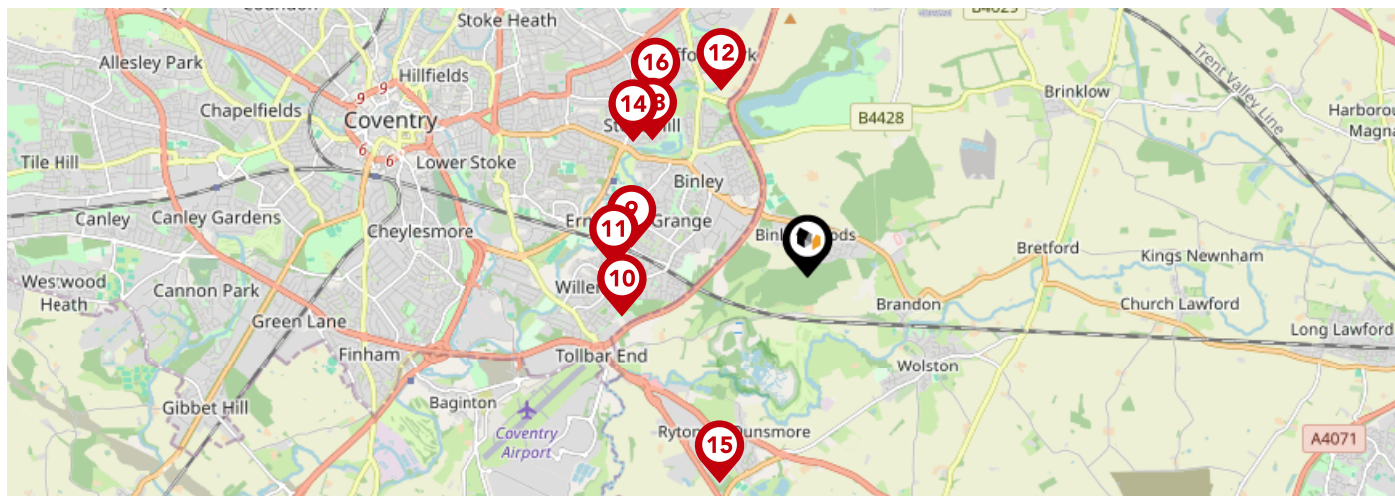 Stoke Heath
B4029
Allesley Park
16
12
Hillfields
9
Trent Valley Line
Brinklow
Chapelfields
9
14
Coventry
B4428
Harborou
Magna
6
6
Tile Hill
Lower Stoke
Binley
9
Canley
Canley Gardens
Grange
11
Cheylesmore
Bretford
Kings Newnham
10
Westwood
Heath
Cannon Park
Brandon
Church Lawford
Green Lane
Long Lawford
Finham
Tollbar End
Wolston
Baginton
Gibbet Hill
Coventry
Airport
15
A4071